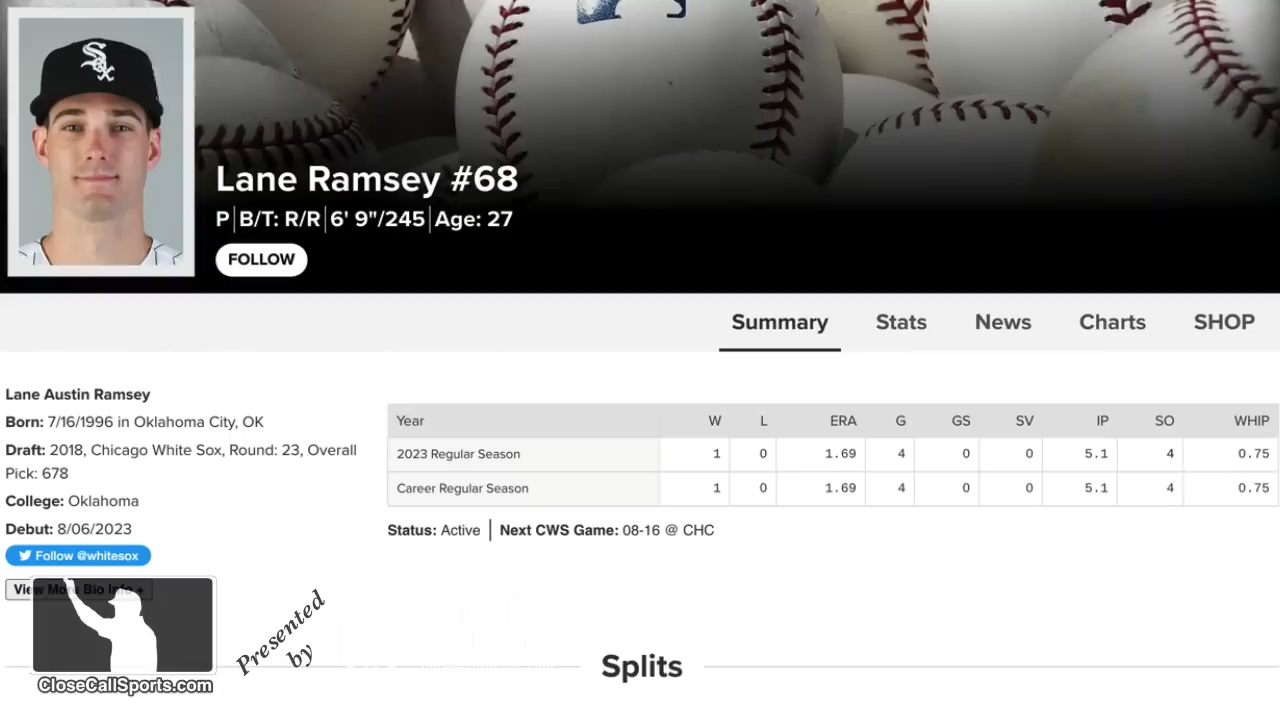 Lane Ramsey #68
P|B/T: R/R|6' 9"/245|Age: 27
FOLLOW
Summary Stats News Charts SHOP
Lane Austin Ramsey
Born: 7/16/1996 in Oklahoma City, OK
Draft: 2018, Chicago White Sox, Round: 23, Overall
Pick: 678
College: Oklahoma
Debut: 8/06/2023
Follow @whitesox
View More Bio Info +
Year W L ERA G GS SV IP SO WHIP
2023 Regular Season 1 0 1.69 4 0 0 5.1 4 0.75
Career Regular Season 1 0 1.69 4 0 0 5.1 4 0.75
Status: Active | Next CWS Game: 08-16 @ CHC
CloseCallSports.com
Presented
by
Splits